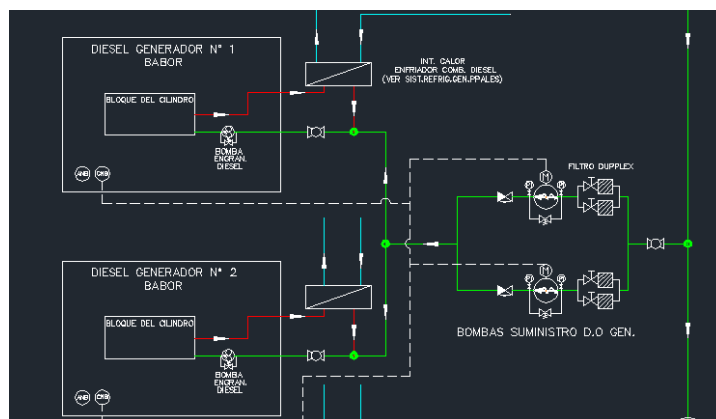 DIESEL GENERADOR N° 1
BABOR
BLOQUE DEL CILINDRO
BOMBA
ENGRAN.
DIESEL
INT. CALOR
ENFRIADOR COMB. DIESEL
(VER SIST.REFRIG.GEN.PPALES)
FILTRO DUPPLEX
M
M
DIESEL GENERADOR N° 2
BABOR
BLOQUE DEL CILINDRO
BOMBA
ENGRAN.
DIESEL
BOMBAS SUMINISTRO D.O GEN.